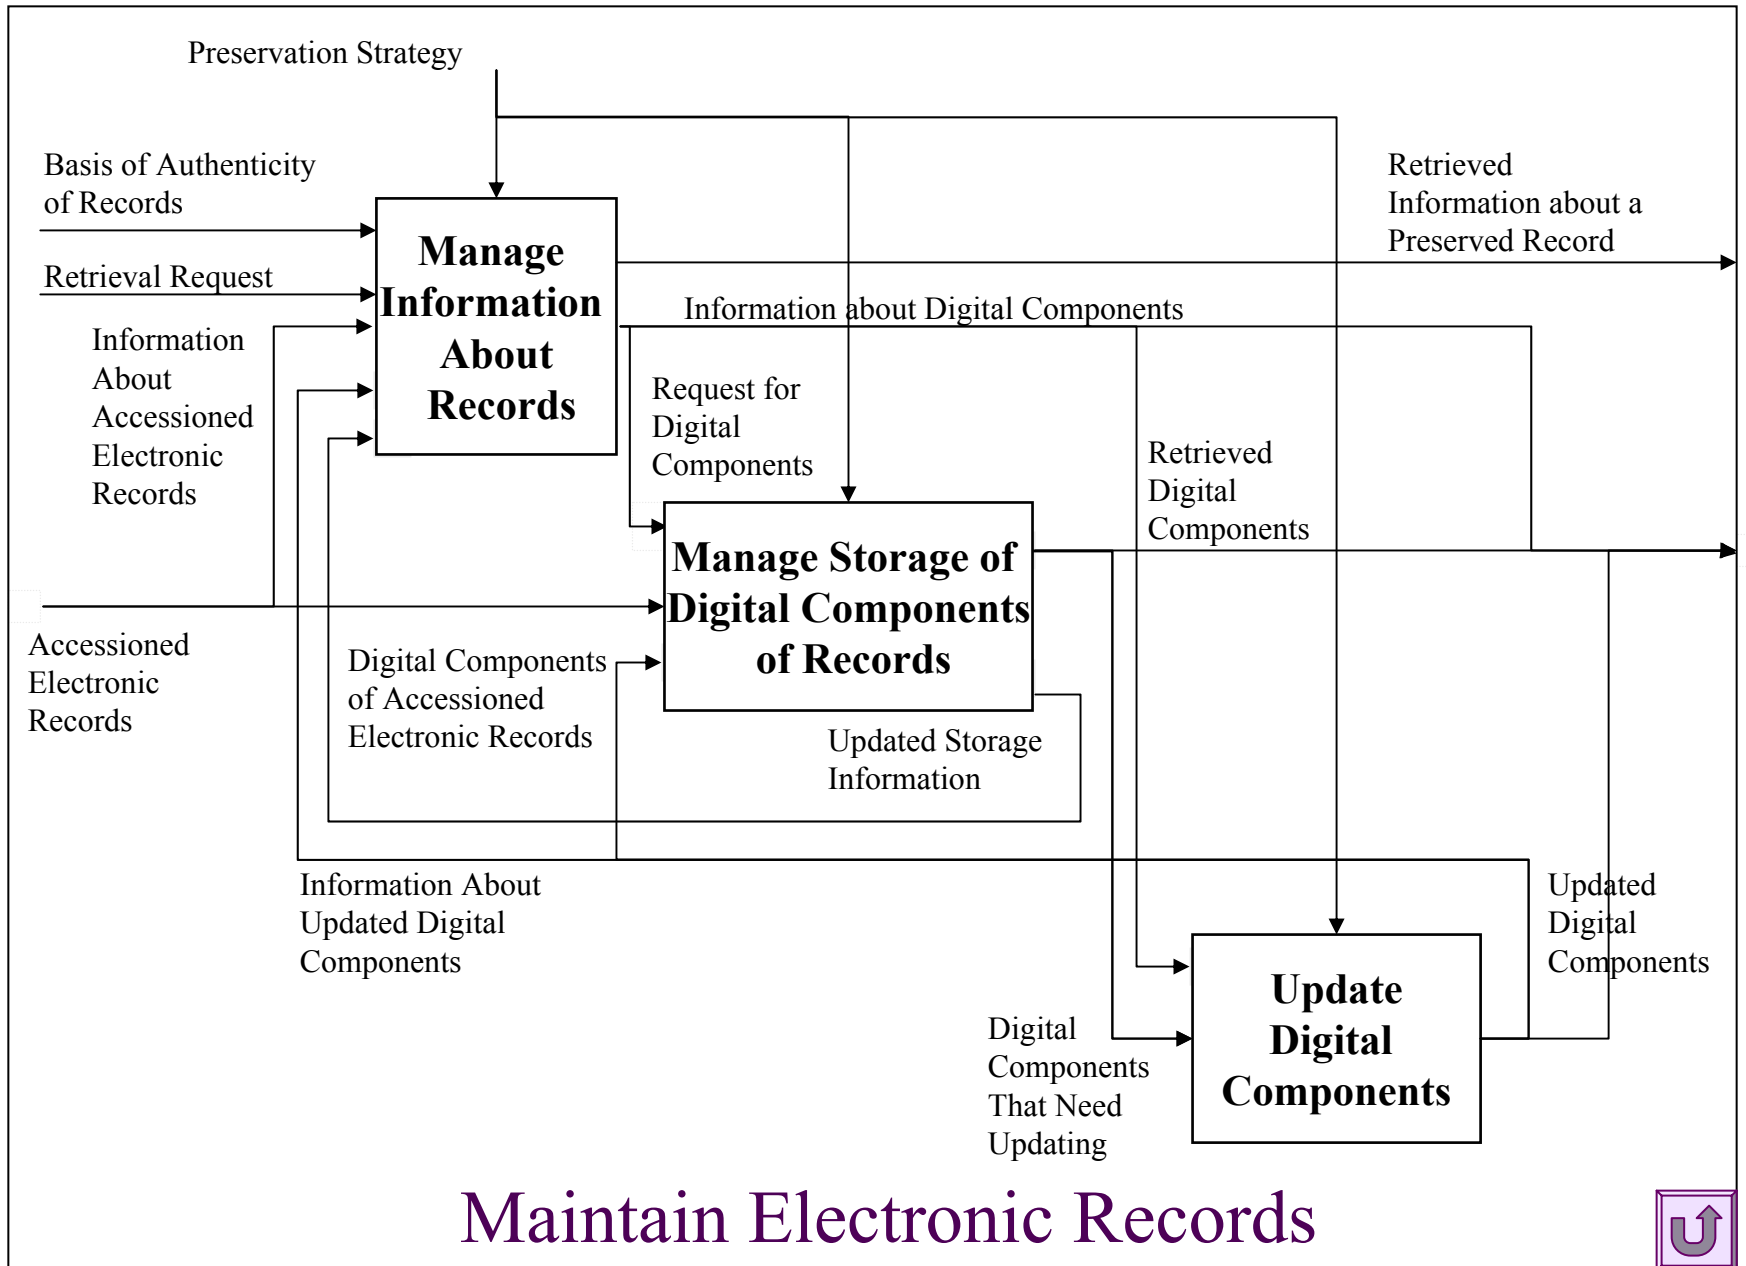 Preservation Strategy
Basis of Authenticity
of Records
Retrieval Request
Information
About
Accessioned
Electronic
Records
Manage
Information
About
Records
Retrieved
Information about a
Preserved Record
Information about Digital Components
Request for
Digital
Components
Retrieved
Digital
Components
Manage Storage of
Digital Components
of Records
Accessioned
Electronic
Records
Digital Components
of Accessioned
Electronic Records
Updated Storage
Information
Information About
Updated Digital
Components
Updated
Digital
Components
Digital
Components
That Need
Updating
Update
Digital
Components
Maintain Electronic Records